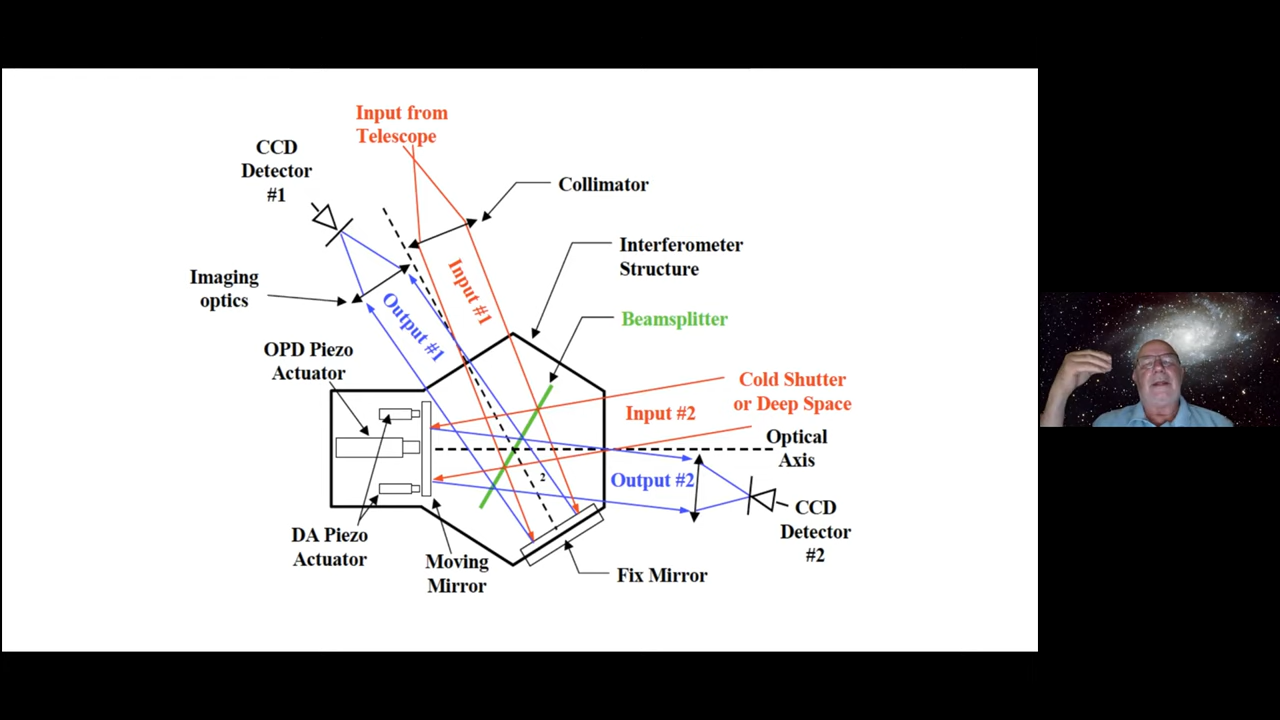 Input from
Telescope
CCD
Detector
#1
Collimator
Interferometer
Structure
Imaging
optics
Input #1
Output #1
Beamsplitter
OPD Piezo
Actuator
Cold Shutter
or Deep Space
Input #2
Optical
Axis
Output #2
2
CCD
Detector
#2
DA Piezo
Actuator
Moving
Mirror
Fix Mirror